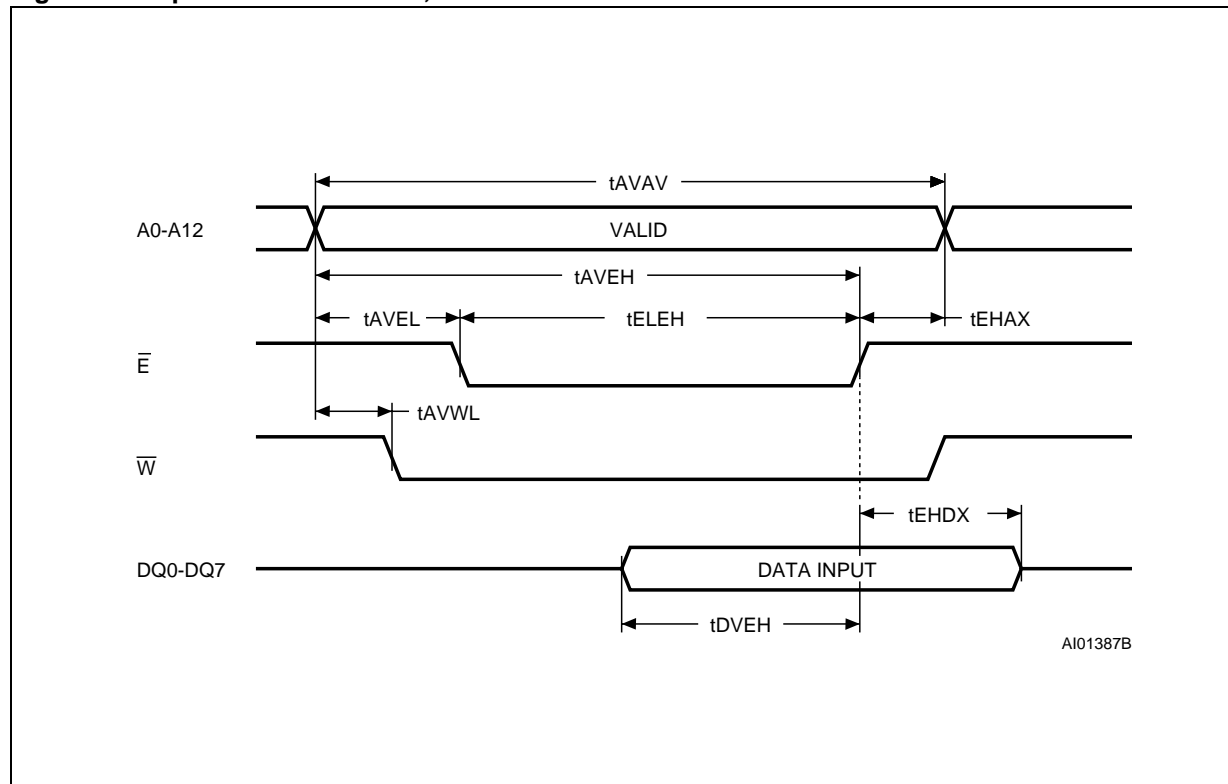 tAVAV
A0-A12
VALID
tAVEH
tAVEL
tELEH
tEHAX
E̅
tAVWL
W̅
tEHDX
DQ0-DQ7
DATA INPUT
tDVEH
AI01387B